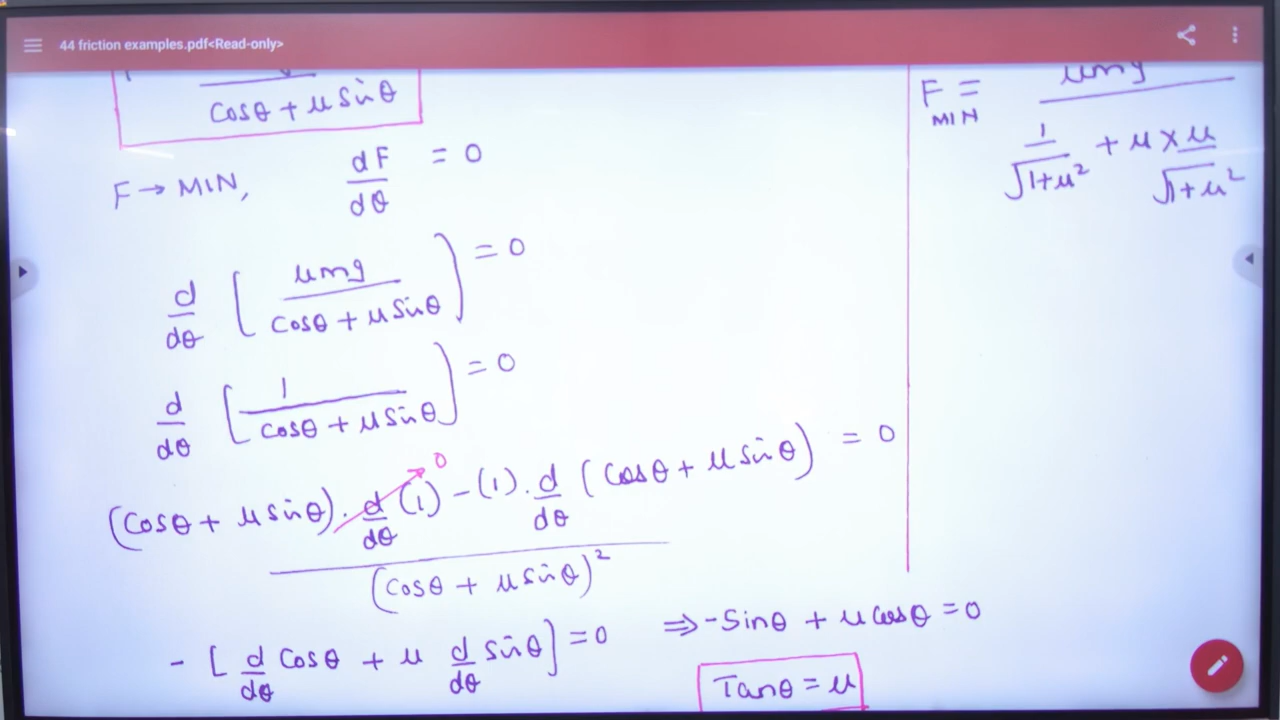 44 friction examples.pdf<Read-only>
cosθ + μ sinθ
F → MIN, dF/dθ = 0
d/dθ [μmg / (cosθ + μ sinθ)] = 0
d/dθ [1 / (cosθ + μ sinθ)] = 0
(cosθ + μ sinθ) · d/dθ (1) 0 - (1) · d/dθ (cosθ + μ sinθ) = 0
(cosθ + μ sinθ)²
- [d/dθ cosθ + μ d/dθ sinθ] = 0 ⇒ -sinθ + μ cosθ = 0
Tanθ = μ
F MIN = μmg
1/√1+μ² + μ × μ/√1+μ²